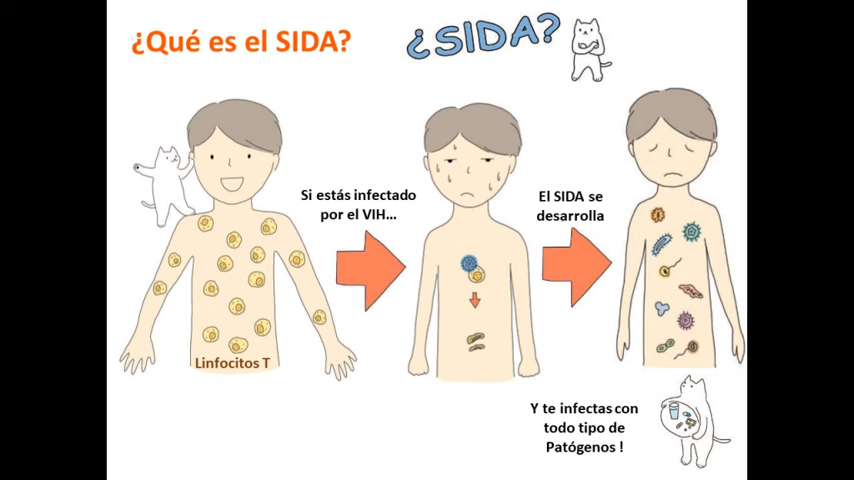 ¿Qué es el SIDA?
¿SIDA?
Si estás infectado
por el VIH...
El SIDA se
desarrolla
Linfocitos T
Y te infectas con
todo tipo de
Patógenos !